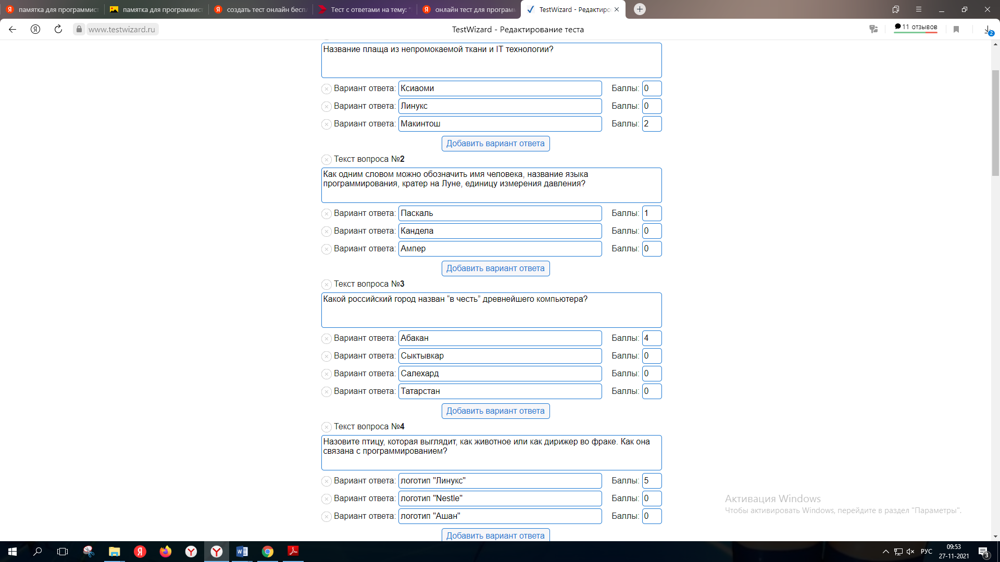 памятка для программист
памятка для программист
создать тест онлайн бесп
Тест с ответами на тему: "
онлайн тест для програм
TestWizard - Редактиро
www.testwizard.ru
TestWizard - Редактирование теста
11 отзывов
2
Название плаща из непромокаемой ткани и IT технологии?
Вариант ответа: Ксиаоми Баллы: 0
Вариант ответа: Линукс Баллы: 0
Вариант ответа: Макинтош Баллы: 2
Добавить вариант ответа
Текст вопроса №2
Как одним словом можно обозначить имя человека, название языка
программирования, кратер на Луне, единицу измерения давления?
Вариант ответа: Паскаль Баллы: 1
Вариант ответа: Кандела Баллы: 0
Вариант ответа: Ампер Баллы: 0
Добавить вариант ответа
Текст вопроса №3
Какой российский город назван “в честь” древнейшего компьютера?
Вариант ответа: Абакан Баллы: 4
Вариант ответа: Сыктывкар Баллы: 0
Вариант ответа: Салехард Баллы: 0
Вариант ответа: Татарстан Баллы: 0
Добавить вариант ответа
Текст вопроса №4
Назовите птицу, которая выглядит, как животное или как дирижер во фраке. Как она
связана с программированием?
Вариант ответа: логотип "Линукс" Баллы: 5
Вариант ответа: логотип "Nestle" Баллы: 0
Вариант ответа: логотип "Ашан" Баллы: 0
Добавить вариант ответа
Активация Windows
Чтобы активировать Windows, перейдите в раздел "Параметры".
РУС
09:53
27-11-2021
3